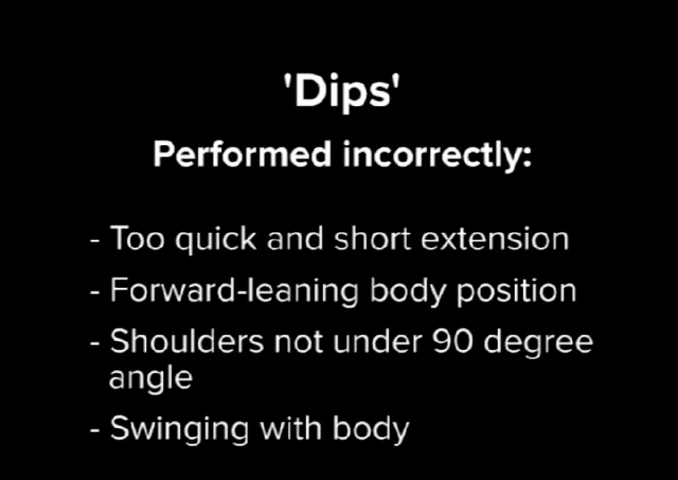 'Dips'
Performed incorrectly:
- Too quick and short extension
- Forward-leaning body position
- Shoulders not under 90 degree
angle
- Swinging with body